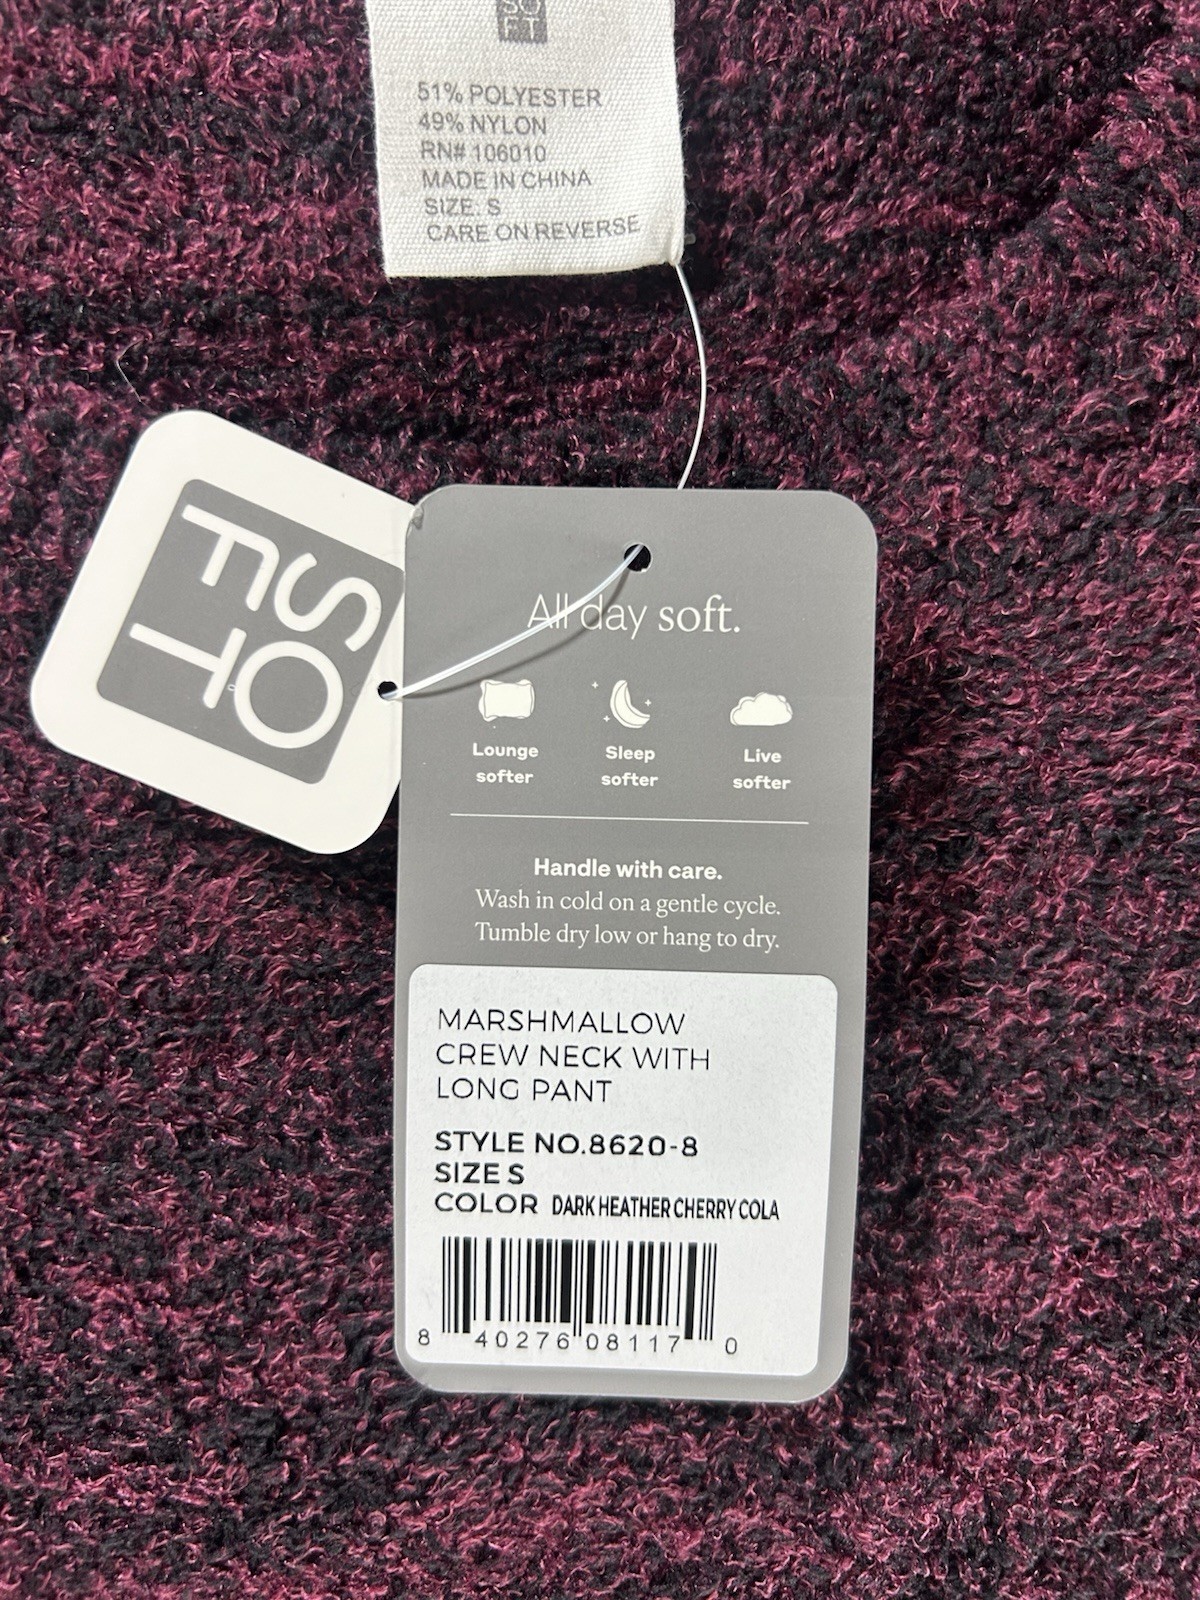 SO
FT
51% POLYESTER
49% NYLON
RN# 106010
MADE IN CHINA
SIZE: S
CARE ON REVERSE
SO
FT
All day soft.
Lounge softer
Sleep softer
Live softer
Handle with care.
Wash in cold on a gentle cycle.
Tumble dry low or hang to dry.
MARSHMALLOW
CREW NECK WITH
LONG PANT
STYLE NO.8620-8
SIZE S
COLOR DARK HEATHER CHERRY COLA
8 40276 08117 0